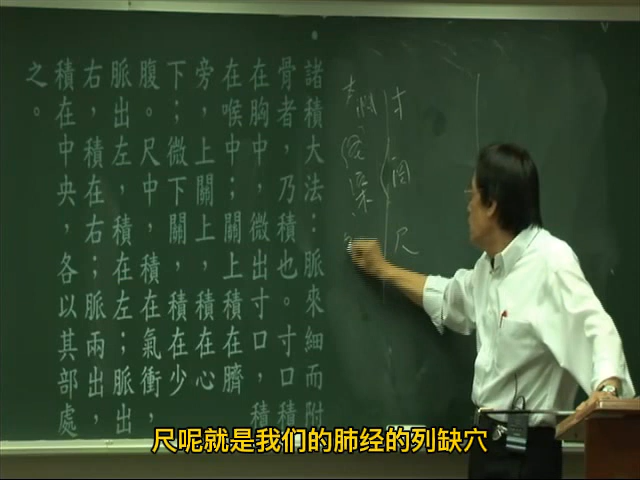 寸
尺
諸積大法：脈來細而附
骨者，乃積也。寸口積
在胸中，微出寸口，積
在喉中；關上積在臍
旁，上關上，積在心
下；微下關，積在少
腹。尺中，積在氣衝，
脈出左，積在左；脈出
右，積在右；脈兩出，
積在中央，各以其部處
之。
尺呢就是我们的肺经的列缺穴